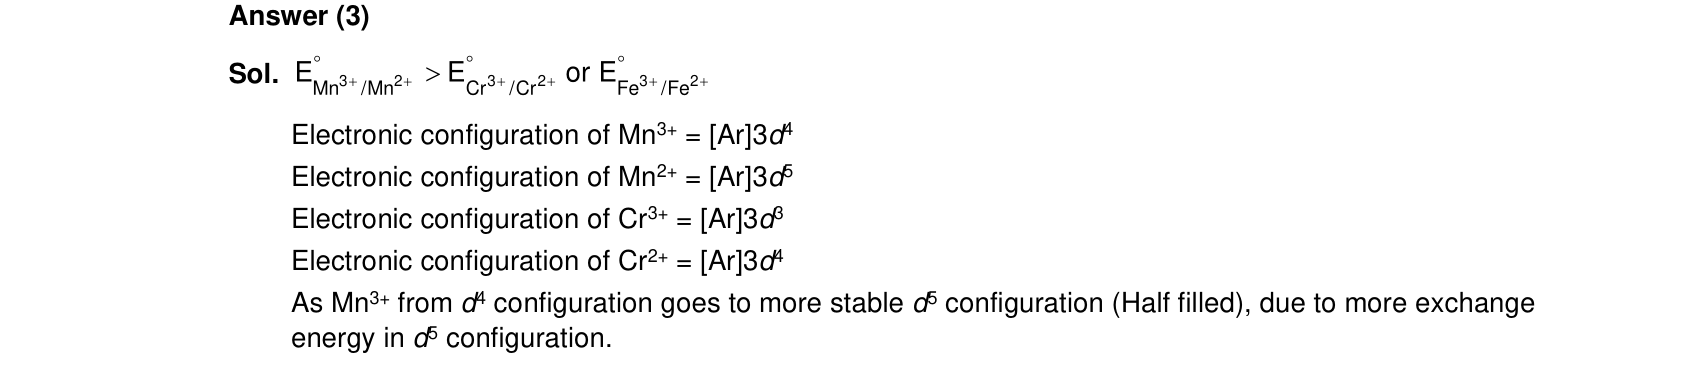 Answer (3)
Sol. E°Mn³⁺/Mn²⁺ > E°Cr³⁺/Cr²⁺ or E°Fe³⁺/Fe²⁺
Electronic configuration of Mn³⁺ = [Ar]3d⁴
Electronic configuration of Mn²⁺ = [Ar]3d⁵
Electronic configuration of Cr³⁺ = [Ar]3d³
Electronic configuration of Cr²⁺ = [Ar]3d⁴
As Mn³⁺ from d⁴ configuration goes to more stable d⁵ configuration (Half filled), due to more exchange
energy in d⁵ configuration.